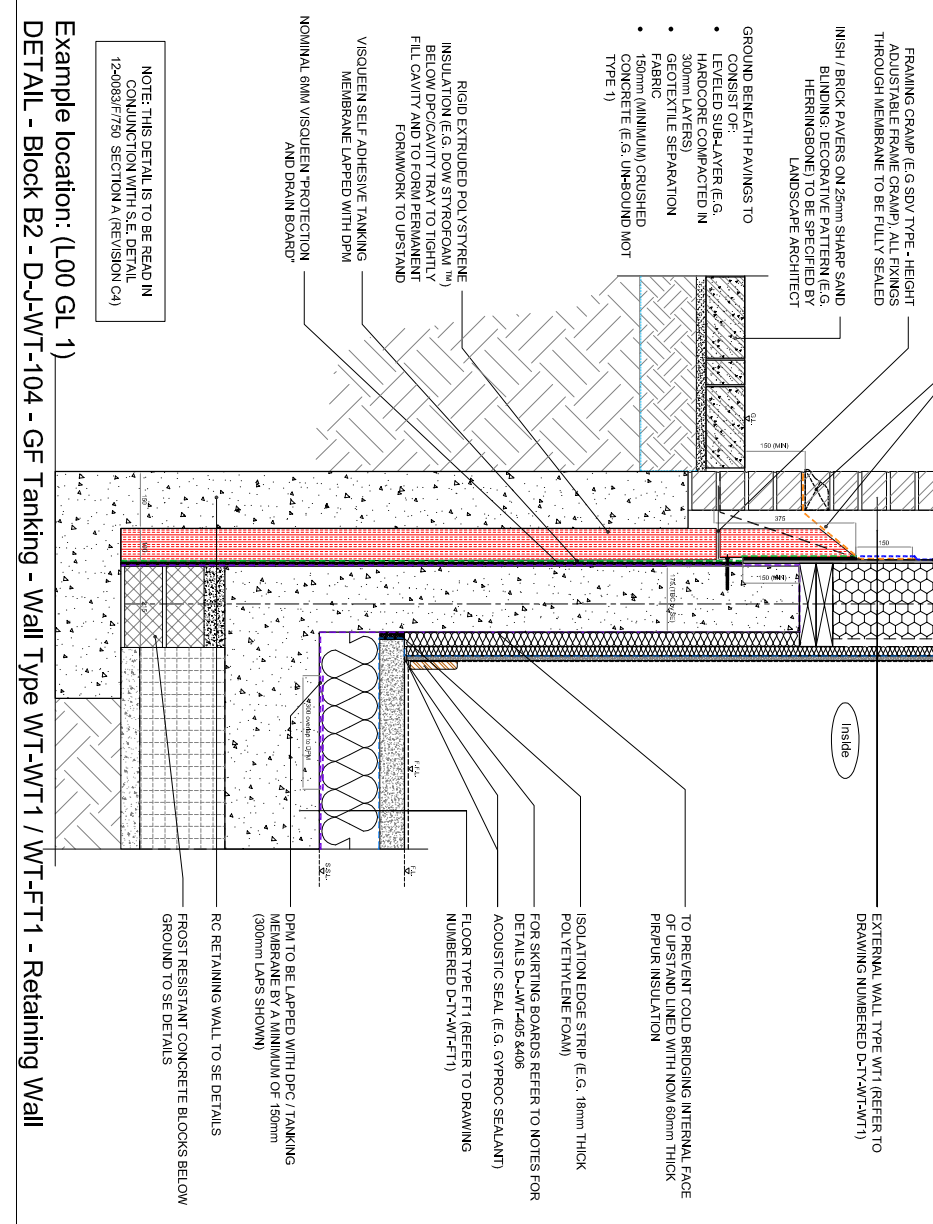 FRAMING CRAMP (E.G SDV TYPE - HEIGHT
ADJUSTABLE FRAME CRAMP). ALL FIXINGS
THROUGH MEMBRANE TO BE FULLY SEALED
INISH / BRICK PAVERS ON 25mm SHARP SAND
BLINDING: DECORATIVE PATTERN (E.G.
HERRINGBONE) TO BE SPECIFIED BY
LANDSCAPE ARCHITECT
GROUND BENEATH PAVINGS TO
CONSIST OF:
• LEVELED SUB-LAYER (E.G.
HARDCORE COMPACTED IN
300mm LAYERS)
• GEOTEXTILE SEPARATION
FABRIC
• 150mm (MINIMUM) CRUSHED
CONCRETE (E.G. UN-BOUND MOT
TYPE 1)
RIGID EXTRUDED POLYSTYRENE
INSULATION (E.G. DOW STYROFOAM ™)
BELOW DPC/CAVITY TRAY TO TIGHTLY
FILL CAVITY AND TO FORM PERMANENT
FORMWORK TO UPSTAND
VISQUEEN SELF ADHESIVE TANKING
MEMBRANE LAPPED WITH DPM
NOMINAL 6MM VISQUEEN "PROTECTION
AND DRAIN BOARD"
G.L.
150 (MIN)
375
150
150 (MIN)
150
Inside
F.F.L.
F.L.
S.S.L.
EXTERNAL WALL TYPE WT1 (REFER TO
DRAWING NUMBERED D-TY-WT-WT1)
TO PREVENT COLD BRIDGING INTERNAL FACE
OF UPSTAND LINED WITH NOM 60mm THICK
PIR/PUR INSULATION
ISOLATION EDGE STRIP (E.G. 18mm THICK
POLYETHYLENE FOAM)
FOR SKIRTING BOARDS REFER TO NOTES FOR
DETAILS D-J-WT-405 &406
ACOUSTIC SEAL (E.G. GYPROC SEALANT)
FLOOR TYPE FT1 (REFER TO DRAWING
NUMBERED D-TY-WT-FT1)
DPM TO BE LAPPED WITH DPC / TANKING
MEMBRANE BY A MINIMUM OF 150mm
(300mm LAPS SHOWN)
RC RETAINING WALL TO SE DETAILS
FROST RESISTANT CONCRETE BLOCKS BELOW
GROUND TO SE DETAILS
NOTE: THIS DETAIL IS TO BE READ IN
CONJUNCTION WITH S.E. DETAIL
12-0083/F/750 SECTION A (REVISION C4)
Example location: (L00 GL 1)
DETAIL - Block B2 - D-J-WT-104 - GF Tanking - Wall Type WT-WT1 / WT-FT1 - Retaining Wall